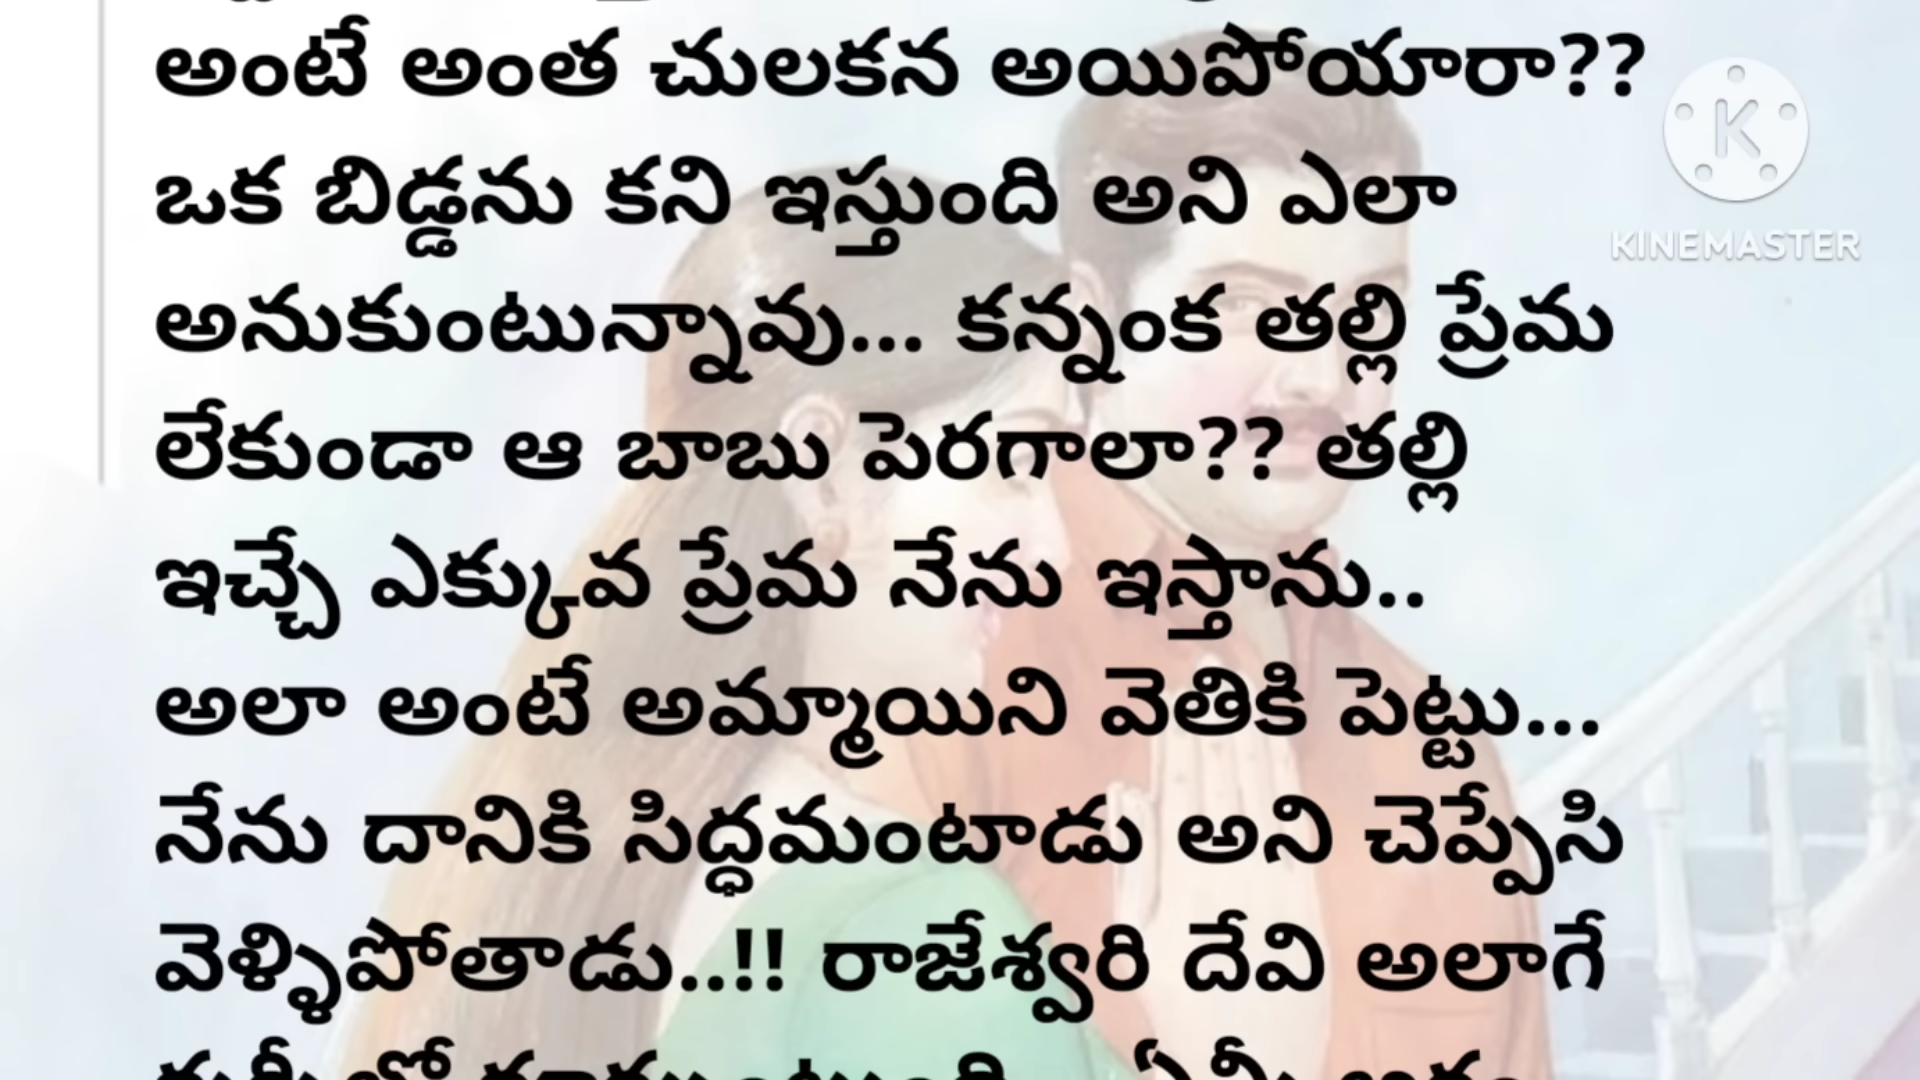 అంటే అంత చులకన అయిపోయారా??
ఒక బిడ్డను కని ఇస్తుంది అని ఎలా
అనుకుంటున్నావు... కన్నంక తల్లి ప్రేమ
లేకుండా ఆ బాబు పెరగాలా?? తల్లి
ఇచ్చే ఎక్కువ ప్రేమ నేను ఇస్తాను..
అలా అంటే అమ్మాయిని వెతికి పెట్టు...
నేను దానికి సిద్ధమంటాడు అని చెప్పేసి
వెళ్ళిపోతాడు..!! రాజేశ్వరి దేవి అలాగే
K
KINEMASTER